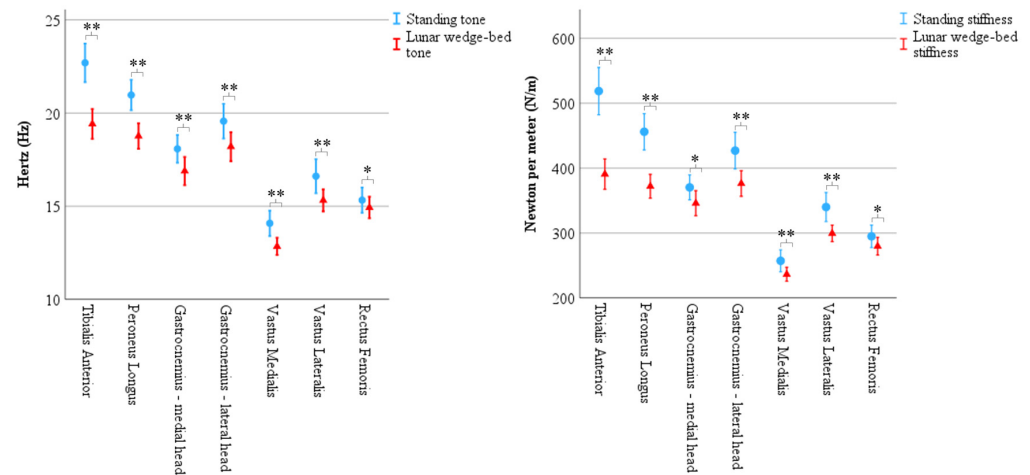 Standing tone
Lunar wedge-bed
tone
25
20
15
10
Hertz (Hz)
**
**
**
**
**
**
*
Tibialis Anterior
Peroneus Longus
Gastrocnemius - medial head
Gastrocnemius - lateral head
Vastus Medialis
Vastus Lateralis
Rectus Femoris
Standing stiffness
Lunar wedge-bed
stiffness
600
500
400
300
200
Newton per meter (N/m)
**
**
*
**
**
**
*
Tibialis Anterior
Peroneus Longus
Gastrocnemius - medial head
Gastrocnemius - lateral head
Vastus Medialis
Vastus Lateralis
Rectus Femoris